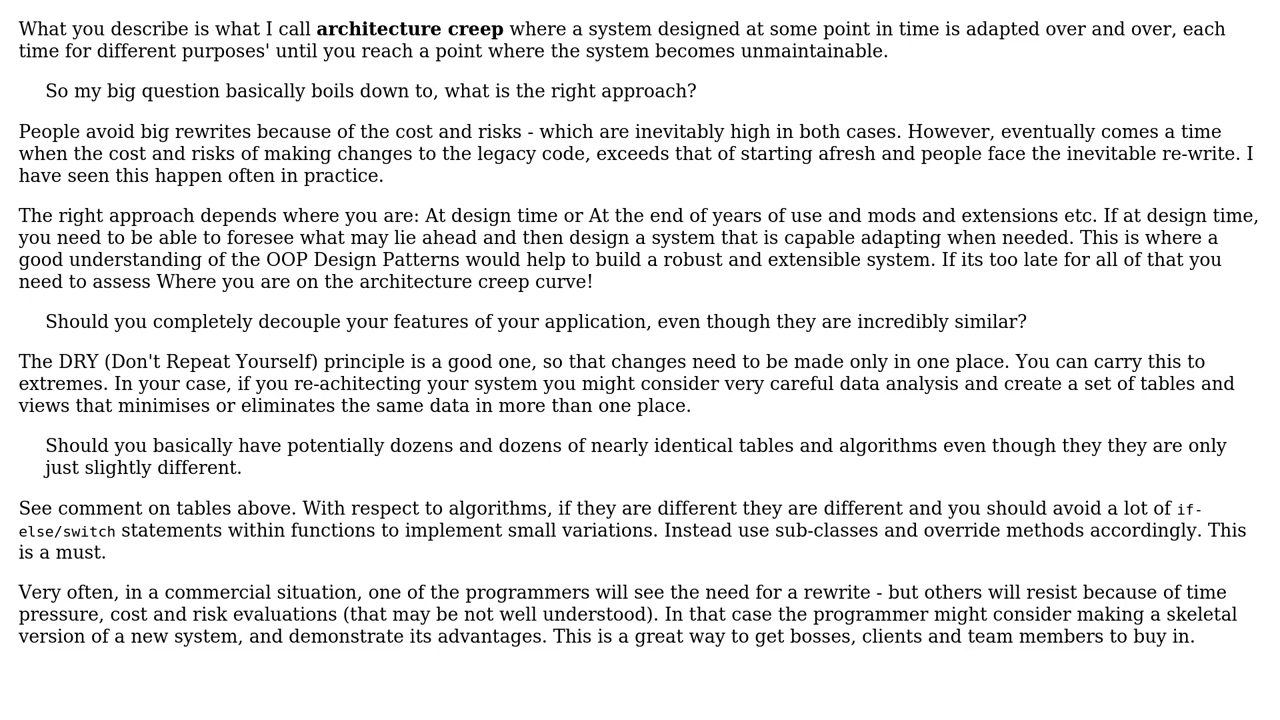 What you describe is what I call architecture creep where a system designed at some point in time is adapted over and over, each
time for different purposes' until you reach a point where the system becomes unmaintainable.
So my big question basically boils down to, what is the right approach?
People avoid big rewrites because of the cost and risks - which are inevitably high in both cases. However, eventually comes a time
when the cost and risks of making changes to the legacy code, exceeds that of starting afresh and people face the inevitable re-write. I
have seen this happen often in practice.
The right approach depends where you are: At design time or At the end of years of use and mods and extensions etc. If at design time,
you need to be able to foresee what may lie ahead and then design a system that is capable adapting when needed. This is where a
good understanding of the OOP Design Patterns would help to build a robust and extensible system. If its too late for all of that you
need to assess Where you are on the architecture creep curve!
Should you completely decouple your features of your application, even though they are incredibly similar?
The DRY (Don't Repeat Yourself) principle is a good one, so that changes need to be made only in one place. You can carry this to
extremes. In your case, if you re-achitecting your system you might consider very careful data analysis and create a set of tables and
views that minimises or eliminates the same data in more than one place.
Should you basically have potentially dozens and dozens of nearly identical tables and algorithms even though they they are only
just slightly different.
See comment on tables above. With respect to algorithms, if they are different they are different and you should avoid a lot of if-
else/switch statements within functions to implement small variations. Instead use sub-classes and override methods accordingly. This
is a must.
Very often, in a commercial situation, one of the programmers will see the need for a rewrite - but others will resist because of time
pressure, cost and risk evaluations (that may be not well understood). In that case the programmer might consider making a skeletal
version of a new system, and demonstrate its advantages. This is a great way to get bosses, clients and team members to buy in.